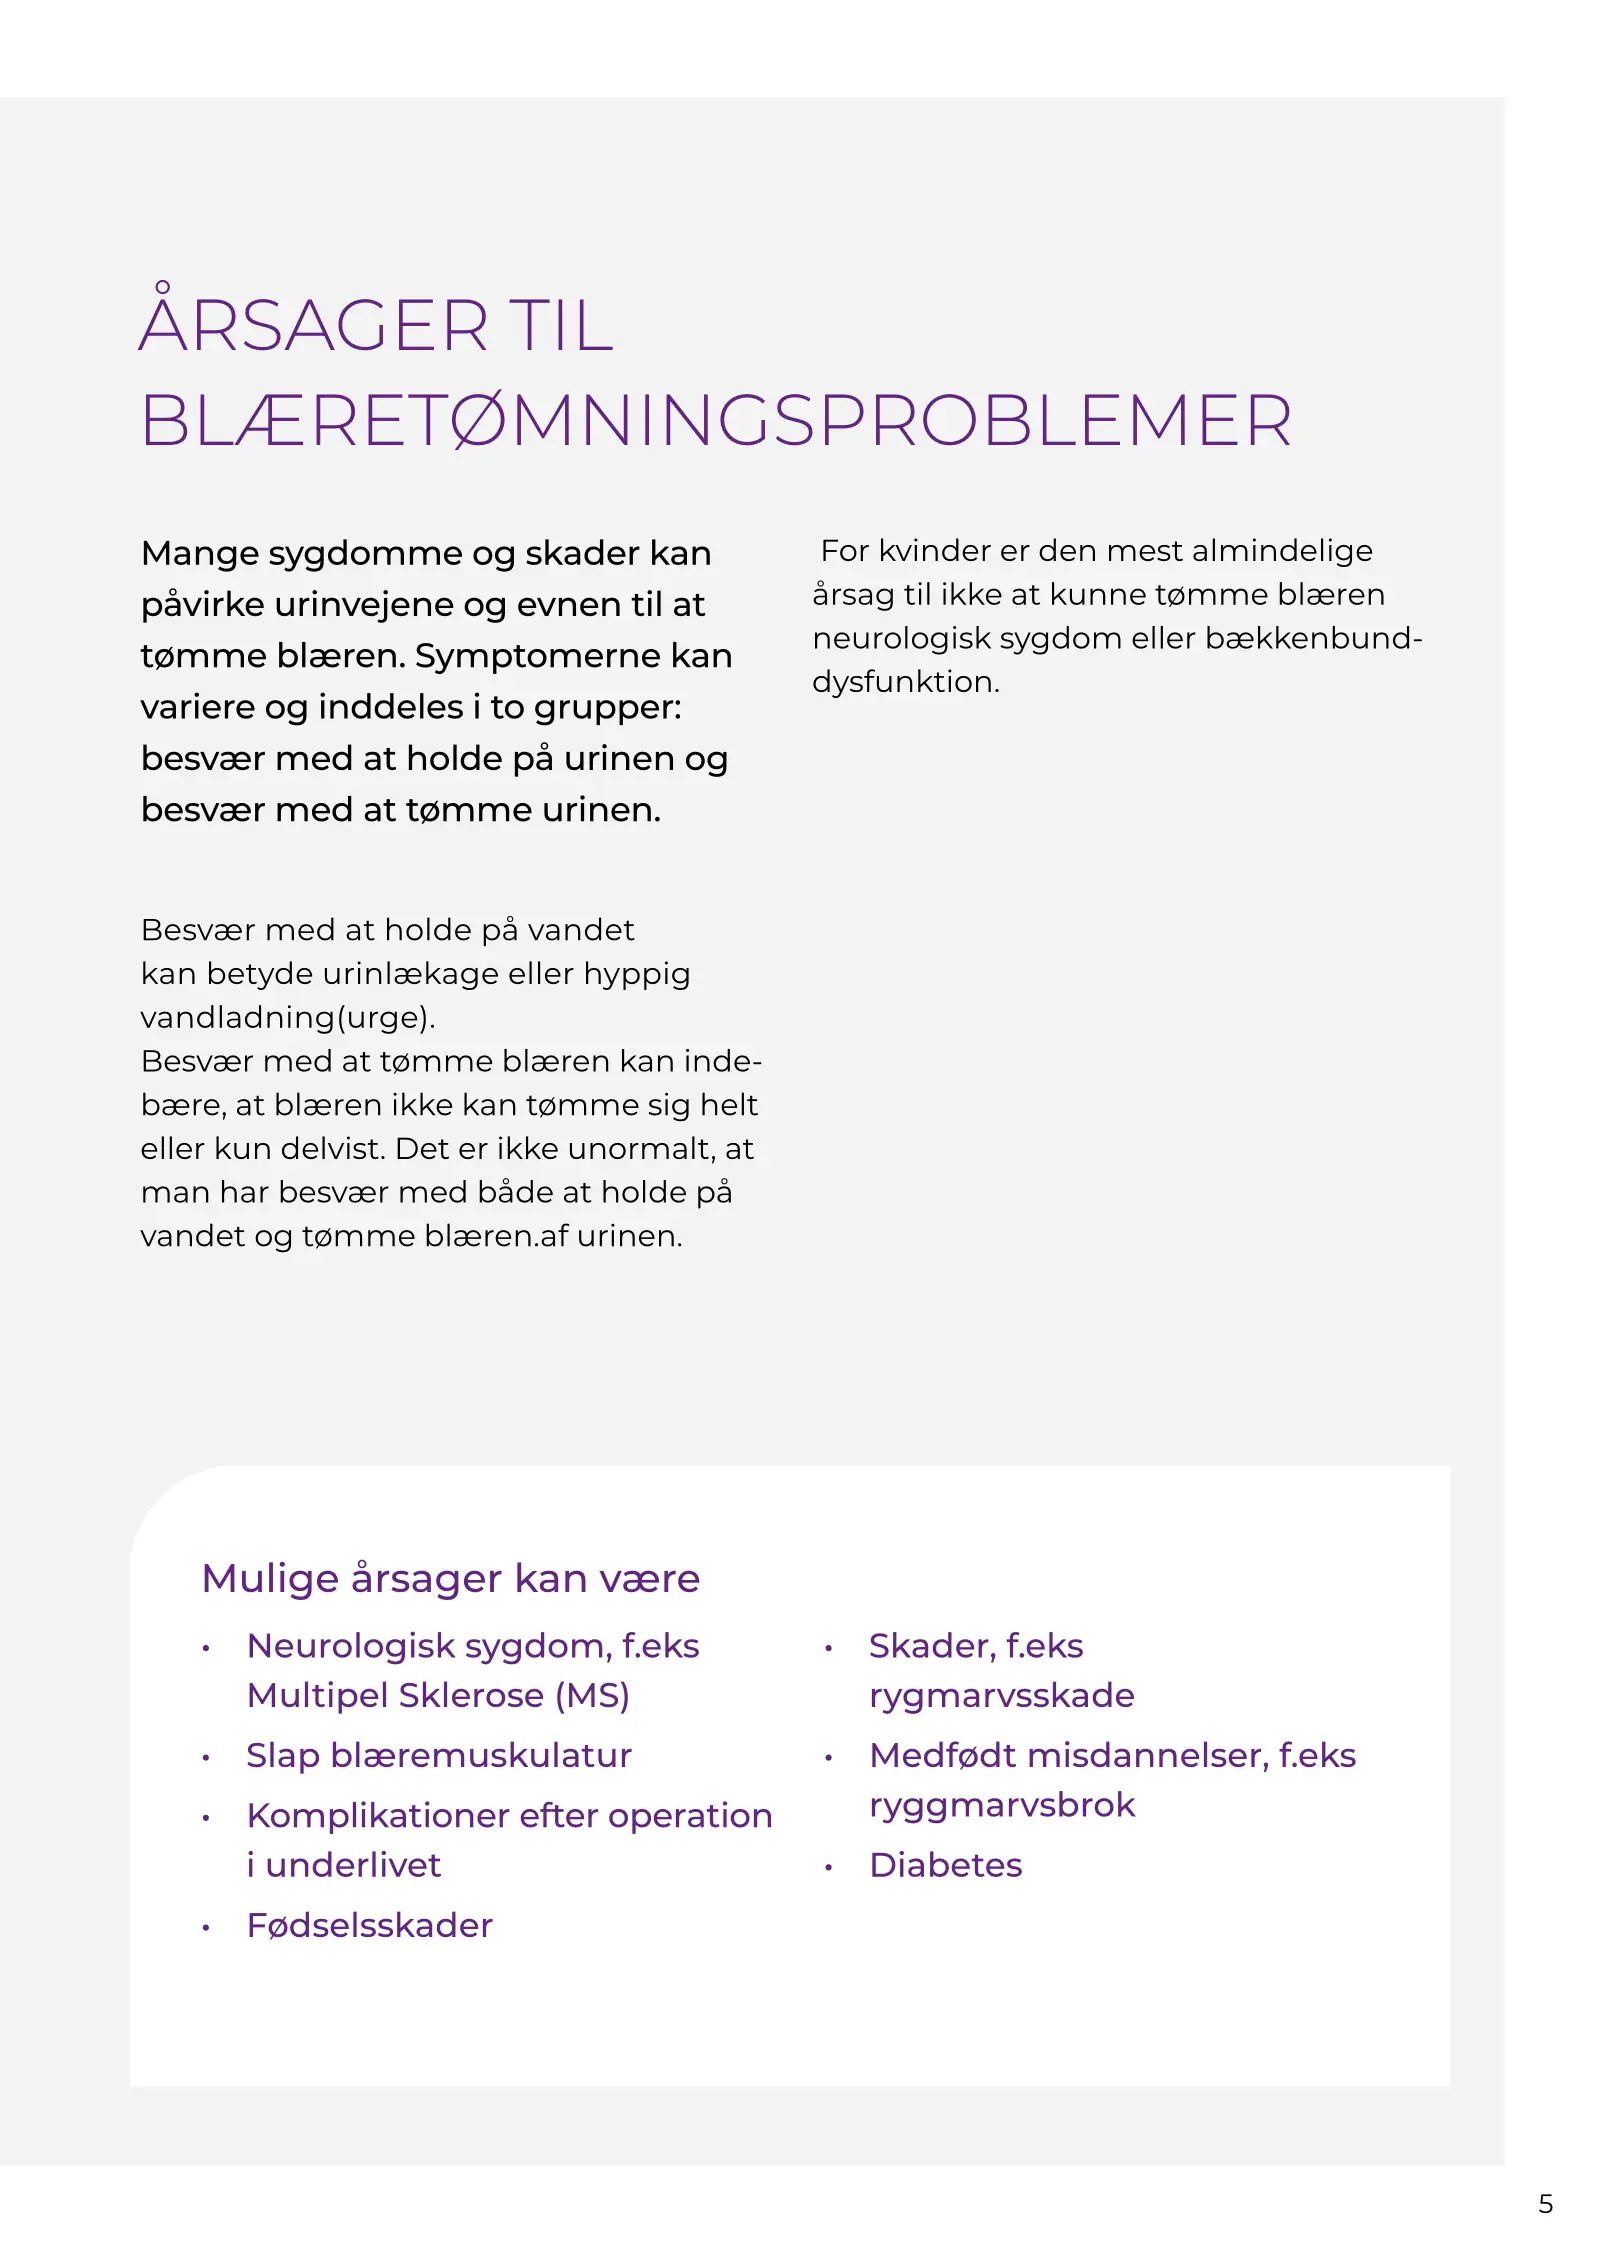 ÅRSAGER TIL
BLÆRETØMNINGSPROBLEMER
Mange sygdomme og skader kan
påvirke urinvejene og evnen til at
tømme blæren. Symptomerne kan
variere og inddeles i to grupper:
besvær med at holde på urinen og
besvær med at tømme urinen.
Besvær med at holde på vandet
kan betyde urinlækage eller hyppig
vandladning(urge).
Besvær med at tømme blæren kan inde-
bære, at blæren ikke kan tømme sig helt
eller kun delvist. Det er ikke unormalt, at
man har besvær med både at holde på
vandet og tømme blæren.af urinen.
For kvinder er den mest almindelige
årsag til ikke at kunne tømme blæren
neurologisk sygdom eller bækkenbund-
dysfunktion.
Mulige årsager kan være
• Neurologisk sygdom, f.eks
Multipel Sklerose (MS)
• Slap blæremuskulatur
• Komplikationer efter operation
i underlivet
• Fødselsskader
• Skader, f.eks
rygmarvsskade
• Medfødt misdannelser, f.eks
ryggmarvsbrok
• Diabetes
5